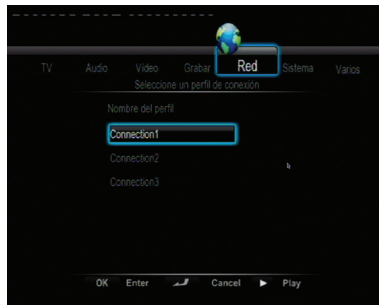 TV Audio Video Grabar Red Sistema Varios
Seleccione un perfil de conexión
Nombre del perfil
Connection1
Connection2
Connection3
OK Enter Cancel Play